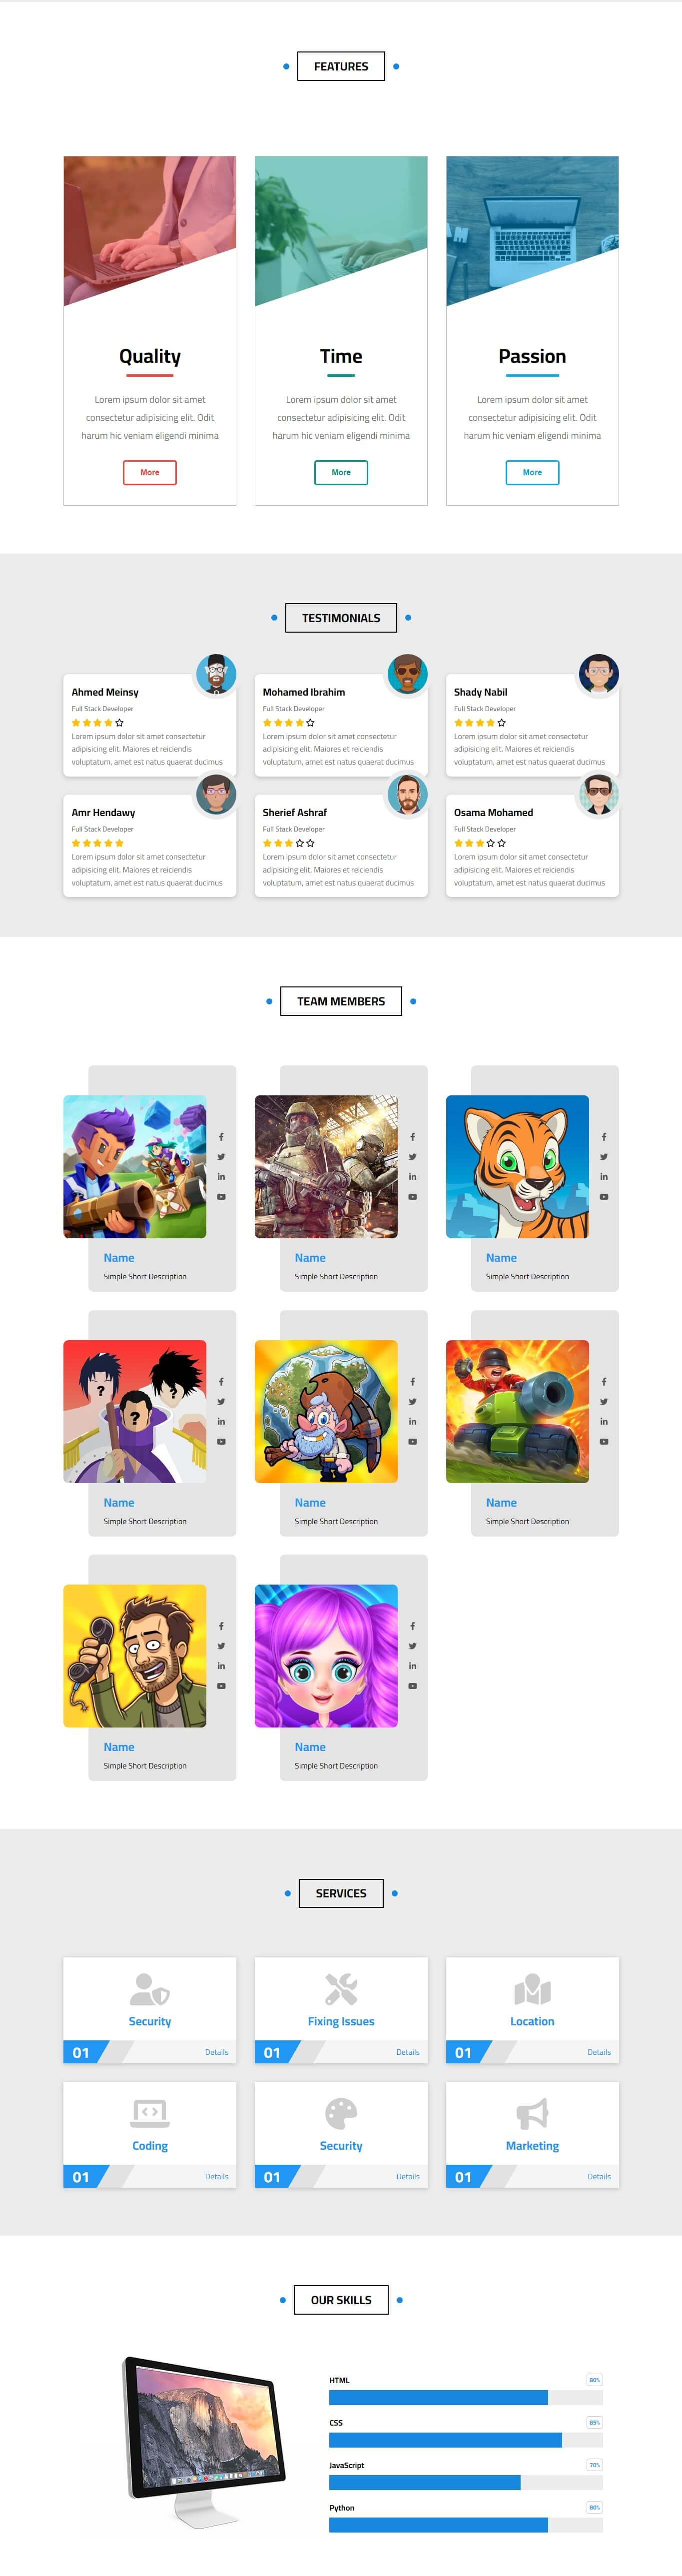 FEATURES
Quality
Lorem ipsum dolor sit amet
consectetur adipisicing elit. Odit
harum hic veniam eligendi minima
More
Time
Lorem ipsum dolor sit amet
consectetur adipisicing elit. Odit
harum hic veniam eligendi minima
More
Passion
Lorem ipsum dolor sit amet
consectetur adipisicing elit. Odit
harum hic veniam eligendi minima
More
TESTIMONIALS
Ahmed Meinsy
Full Stack Developer
Lorem ipsum dolor sit amet consectetur
adipisicing elit. Maiores et reiciendis
voluptatum, amet est natus quaerat ducimus
Mohamed Ibrahim
Full Stack Developer
Lorem ipsum dolor sit amet consectetur
adipisicing elit. Maiores et reiciendis
voluptatum, amet est natus quaerat ducimus
Shady Nabil
Full Stack Developer
Lorem ipsum dolor sit amet consectetur
adipisicing elit. Maiores et reiciendis
voluptatum, amet est natus quaerat ducimus
Amr Hendawy
Full Stack Developer
Lorem ipsum dolor sit amet consectetur
adipisicing elit. Maiores et reiciendis
voluptatum, amet est natus quaerat ducimus
Sherief Ashraf
Full Stack Developer
Lorem ipsum dolor sit amet consectetur
adipisicing elit. Maiores et reiciendis
voluptatum, amet est natus quaerat ducimus
Osama Mohamed
Full Stack Developer
Lorem ipsum dolor sit amet consectetur
adipisicing elit. Maiores et reiciendis
voluptatum, amet est natus quaerat ducimus
TEAM MEMBERS
Name
Simple Short Description
Name
Simple Short Description
Name
Simple Short Description
Name
Simple Short Description
Name
Simple Short Description
Name
Simple Short Description
Name
Simple Short Description
Name
Simple Short Description
SERVICES
Security
01 Details
Fixing Issues
01 Details
Location
01 Details
Coding
01 Details
Security
01 Details
Marketing
01 Details
OUR SKILLS
HTML 80%
CSS 85%
JavaScript 70%
Python 80%